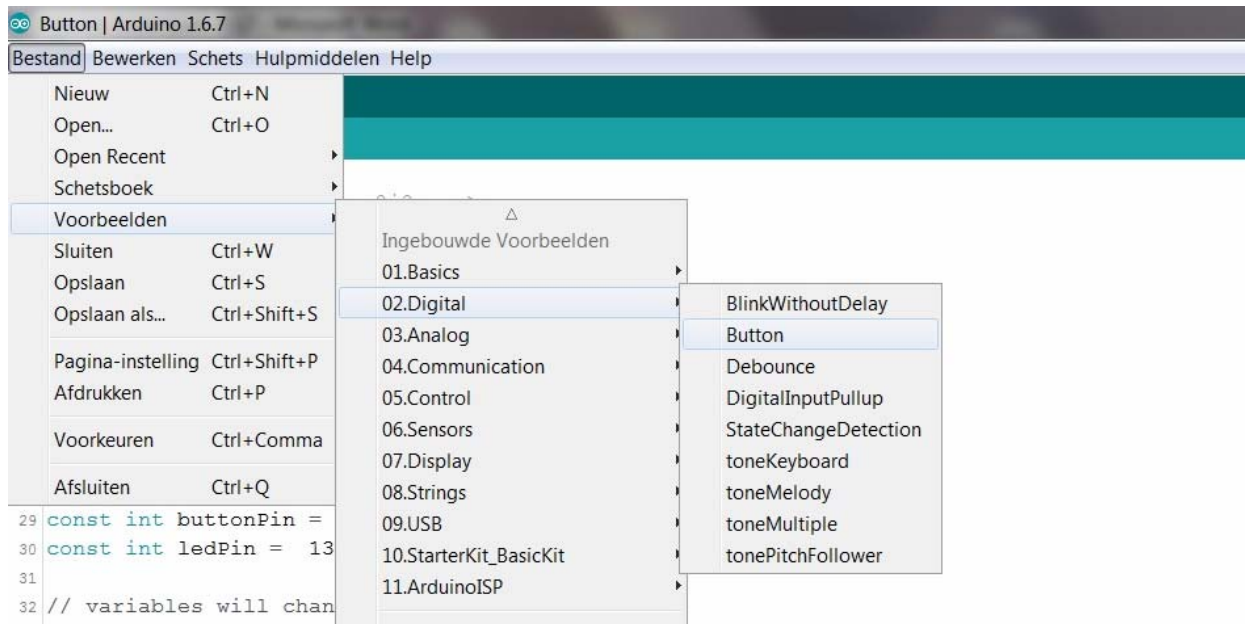 Button | Arduino 1.6.7
Bestand Bewerken Schets Hulpmiddelen Help
Nieuw Ctrl+N
Open... Ctrl+O
Open Recent
Schetsboek
Voorbeelden
Sluiten Ctrl+W
Opslaan Ctrl+S
Opslaan als... Ctrl+Shift+S
Pagina-instelling Ctrl+Shift+P
Afdrukken Ctrl+P
Voorkeuren Ctrl+Comma
Afsluiten Ctrl+Q
Ingebouwde Voorbeelden
01.Basics
02.Digital
03.Analog
04.Communication
05.Control
06.Sensors
07.Display
08.Strings
09.USB
10.StarterKit_BasicKit
11.ArduinoISP
BlinkWithoutDelay
Button
Debounce
DigitalInputPullup
StateChangeDetection
toneKeyboard
toneMelody
toneMultiple
tonePitchFollower
29 const int buttonPin =
30 const int ledPin = 13
31
32 // variables will chan